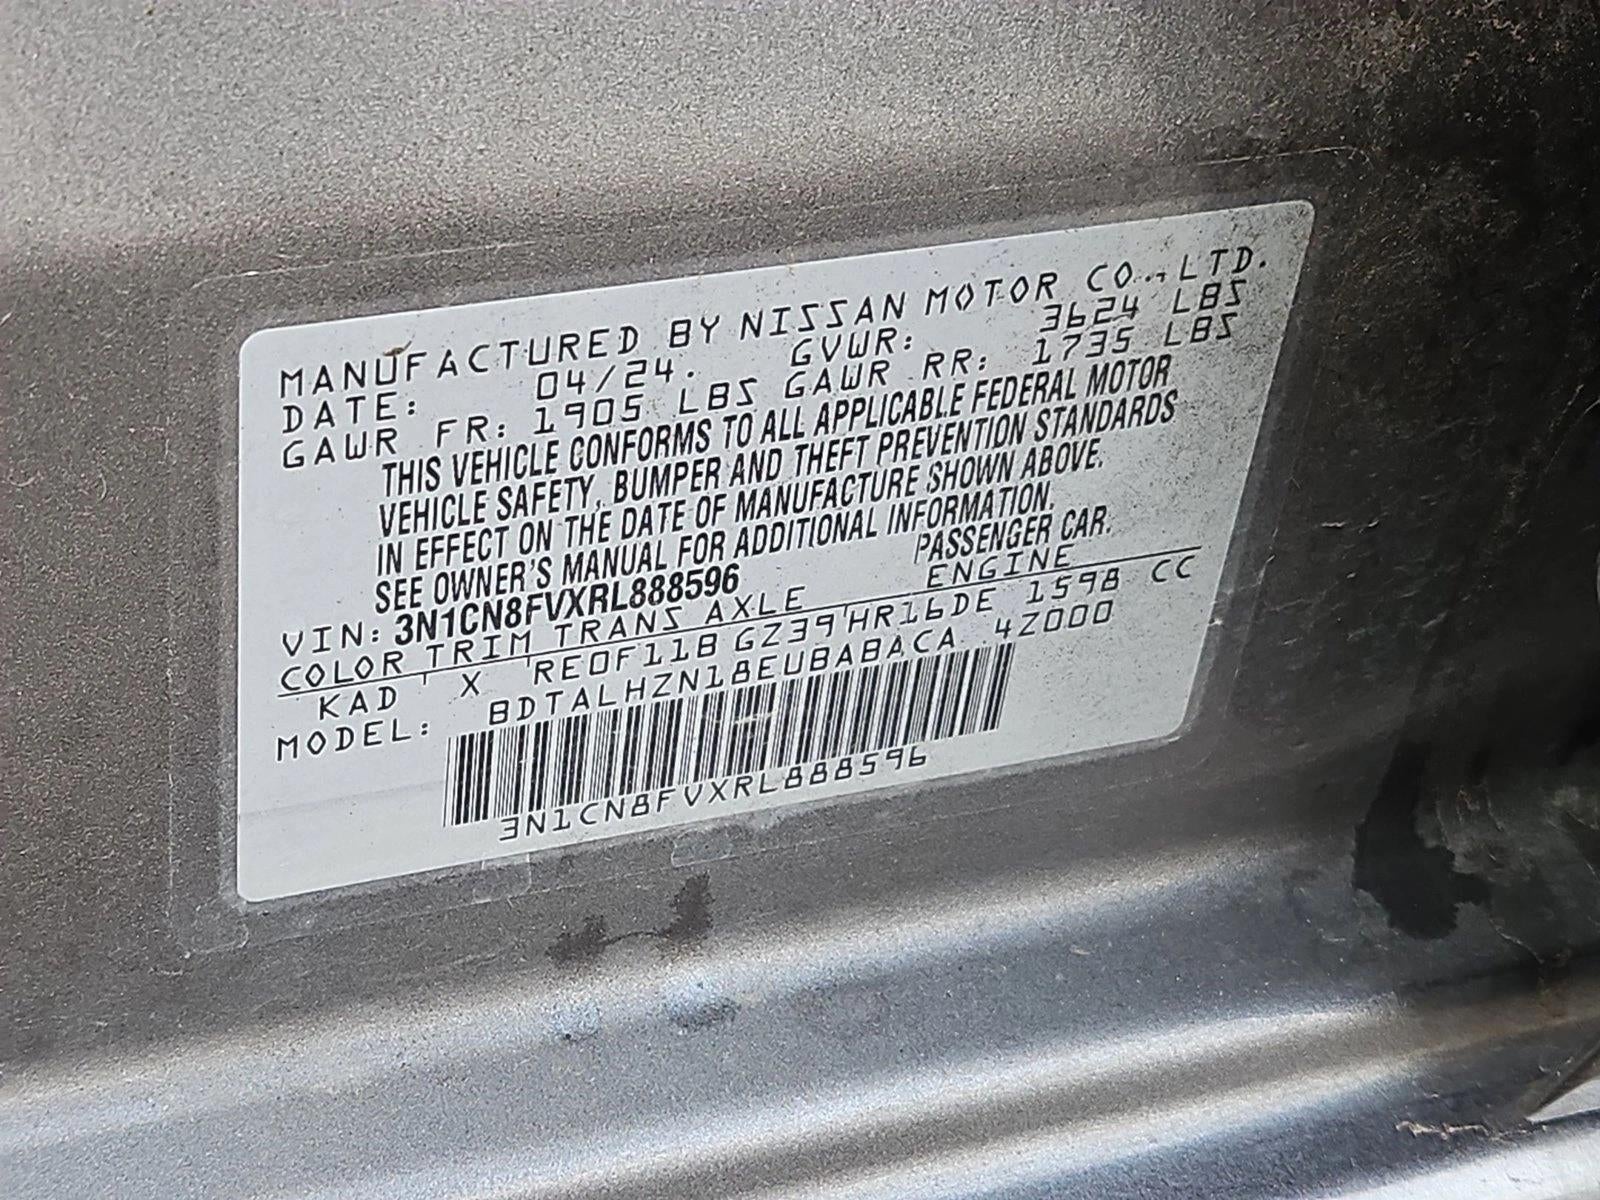 MANUFACTURED BY NISSAN MOTOR CO., LTD.
DATE: 04/24. GVWR: 3624 LBS
GAWR FR: 1905 LBS GAWR RR: 1735 LBS
THIS VEHICLE CONFORMS TO ALL APPLICABLE FEDERAL MOTOR
VEHICLE SAFETY, BUMPER AND THEFT PREVENTION STANDARDS
IN EFFECT ON THE DATE OF MANUFACTURE SHOWN ABOVE.
SEE OWNER'S MANUAL FOR ADDITIONAL INFORMATION.
VIN: 3N1CN8FVXRL888596 PASSENGER CAR.
COLOR TRIM TRANS AXLE ENGINE
KAD X RE0F11B GZ39 HR16DE 1598 CC
MODEL: BDTALHZN18EUBABACA 4Z000
3N1CN8FVXRL888596